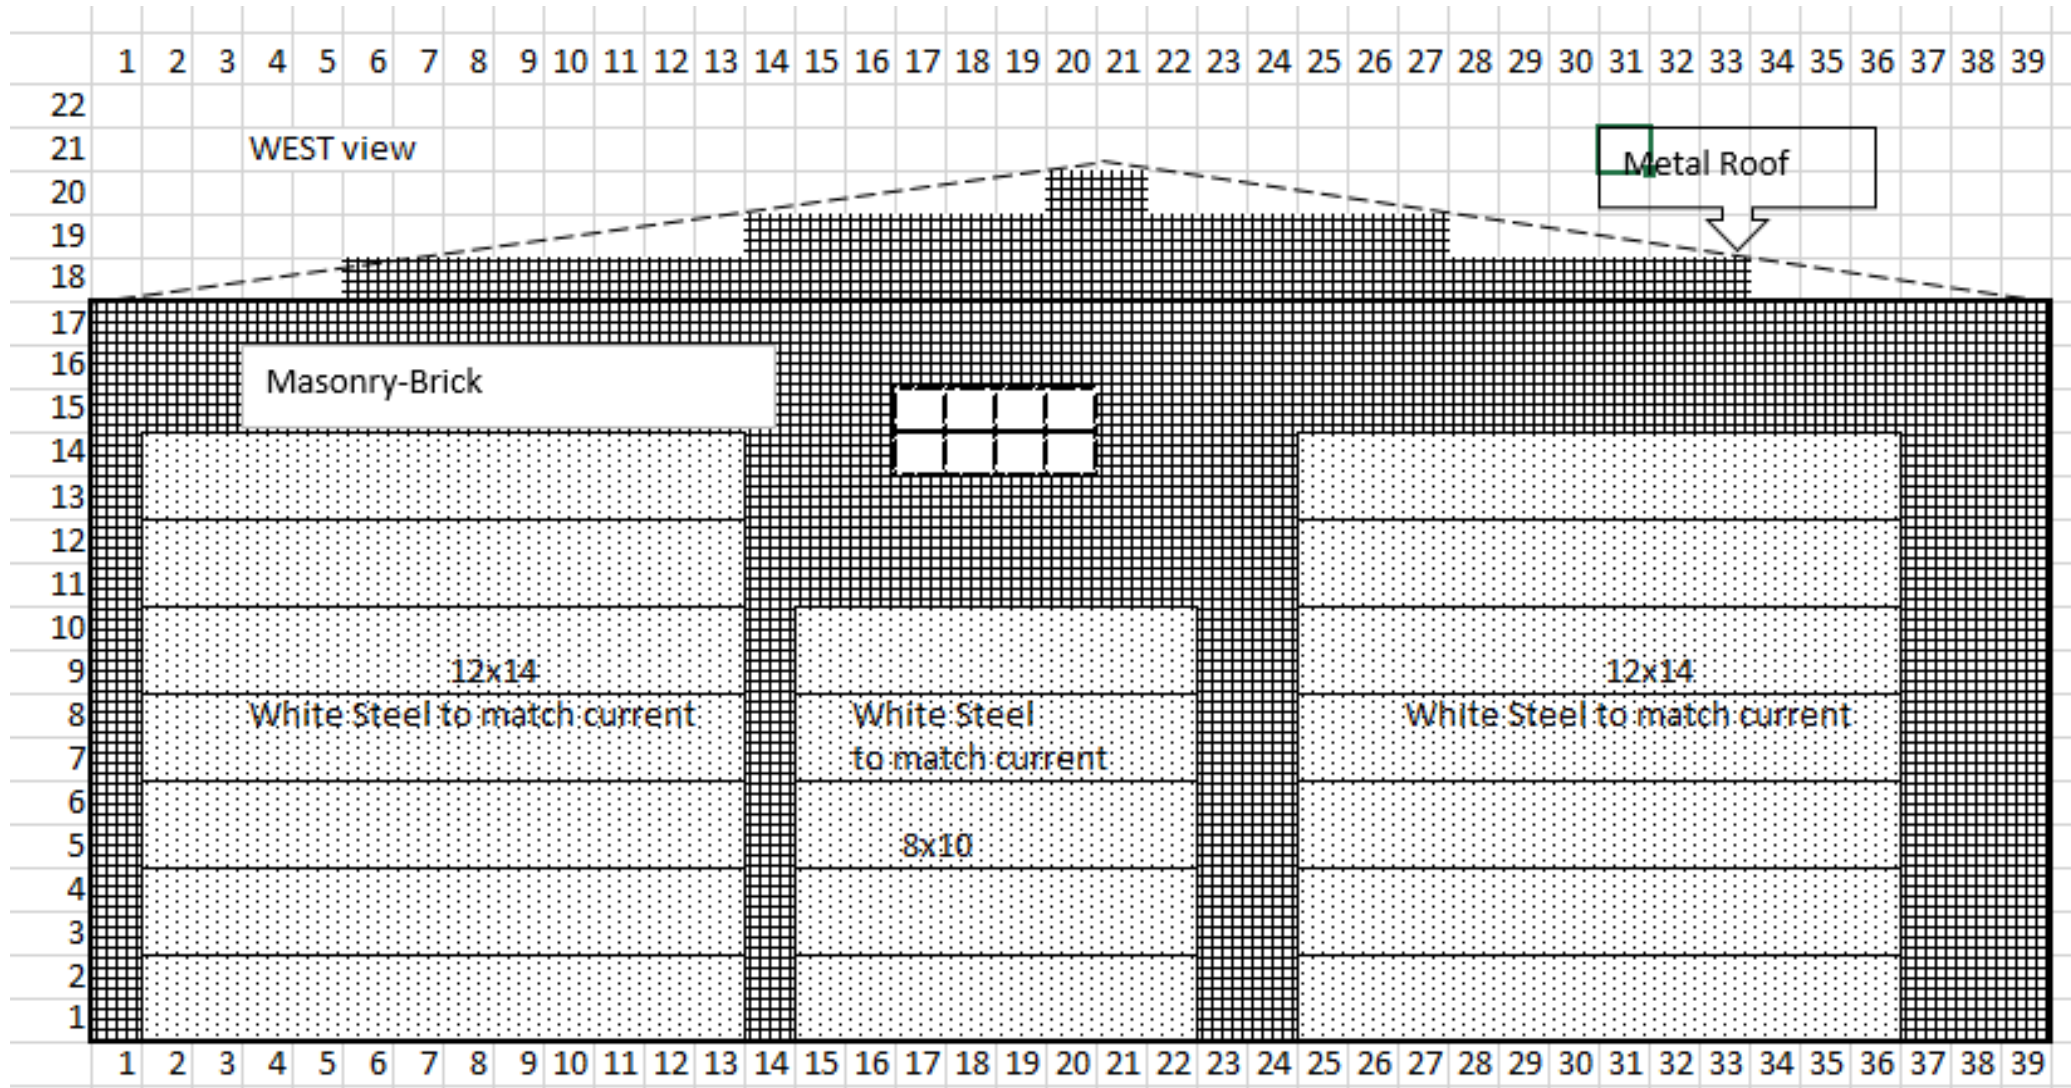 1 2 3 4 5 6 7 8 9 10 11 12 13 14 15 16 17 18 19 20 21 22 23 24 25 26 27 28 29 30 31 32 33 34 35 36 37 38 39
22
21 WEST view
Metal Roof
20
19
18
17
16
Masonry-Brick
15
14
13
12
11
10
9 12x14 12x14
8 White Steel to match current White Steel White Steel to match current
7 to match current
6
5 8x10
4
3
2
1
1 2 3 4 5 6 7 8 9 10 11 12 13 14 15 16 17 18 19 20 21 22 23 24 25 26 27 28 29 30 31 32 33 34 35 36 37 38 39